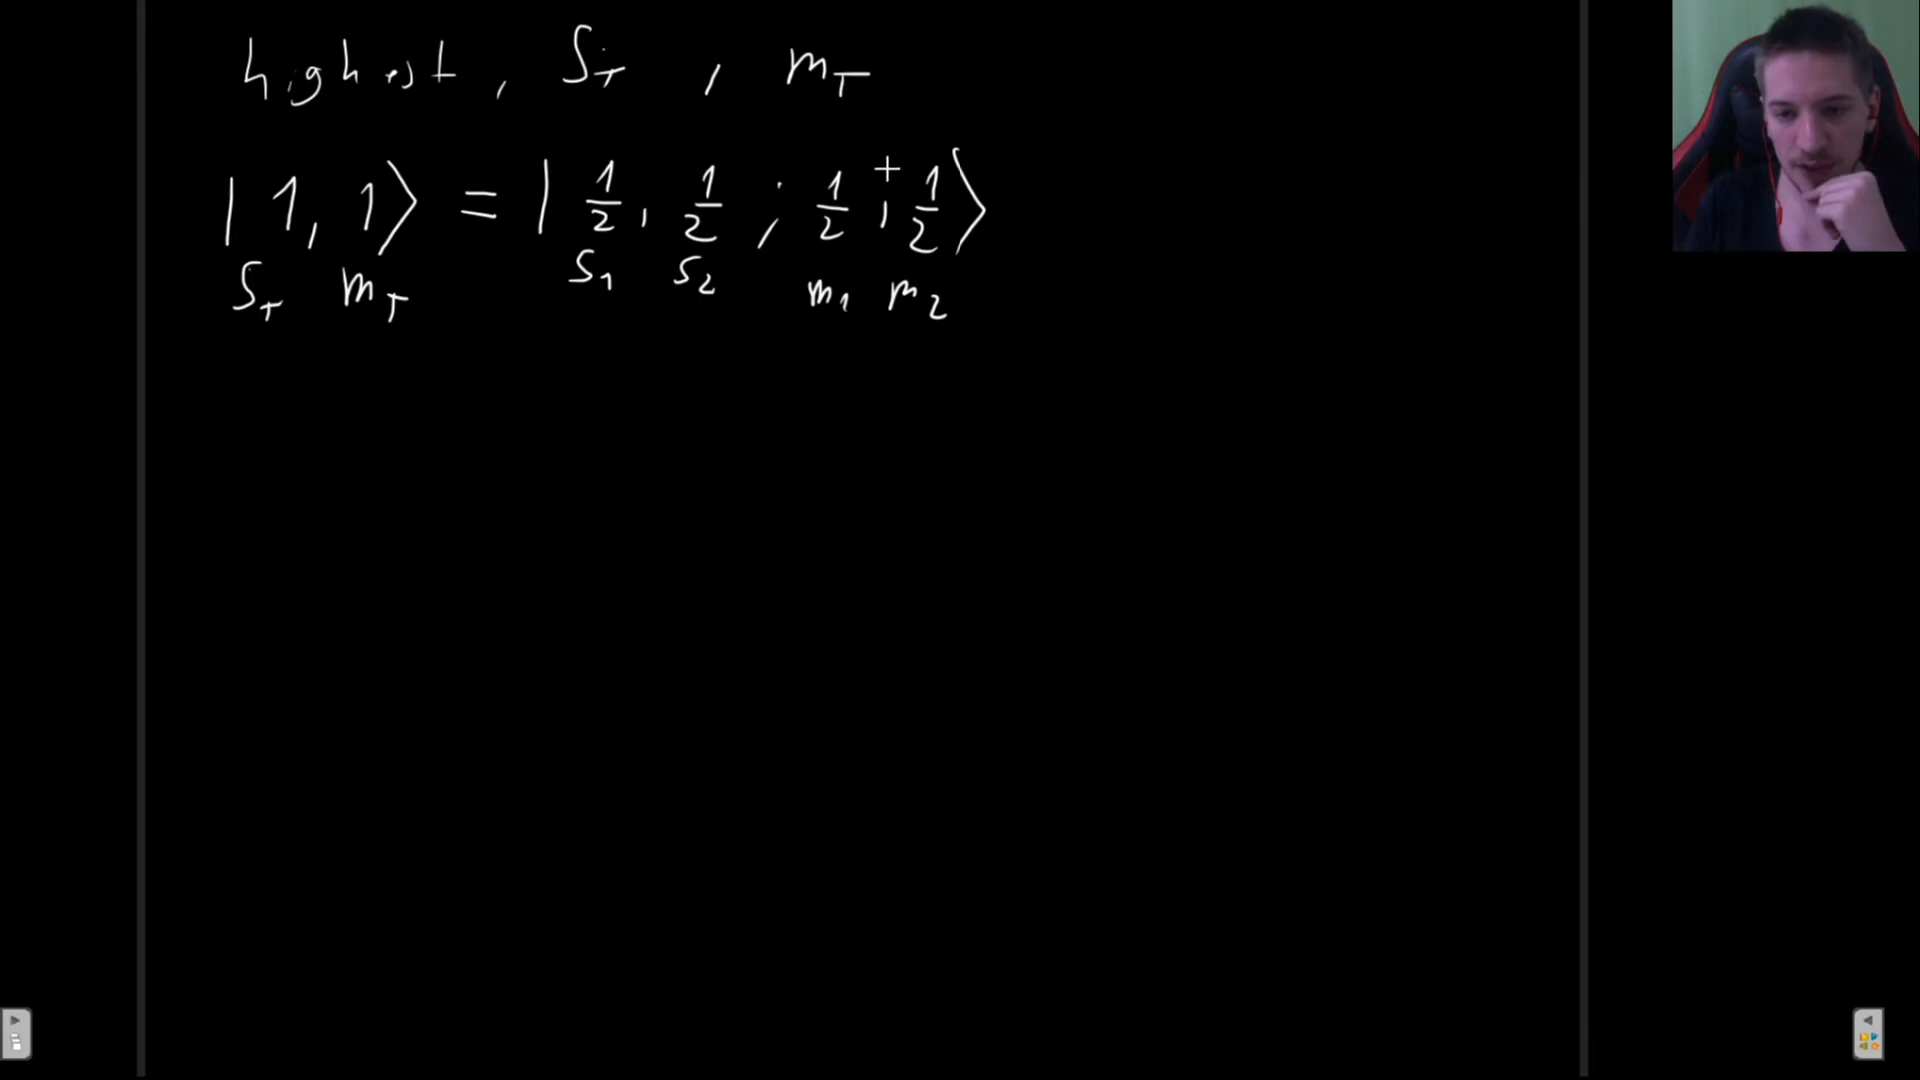 highest, S_T , m_T
| 1, 1⟩ = | 1/2, 1/2 ; 1/2 +, 1/2 ⟩
S_T m_T S_1 S_2 m_1 m_2